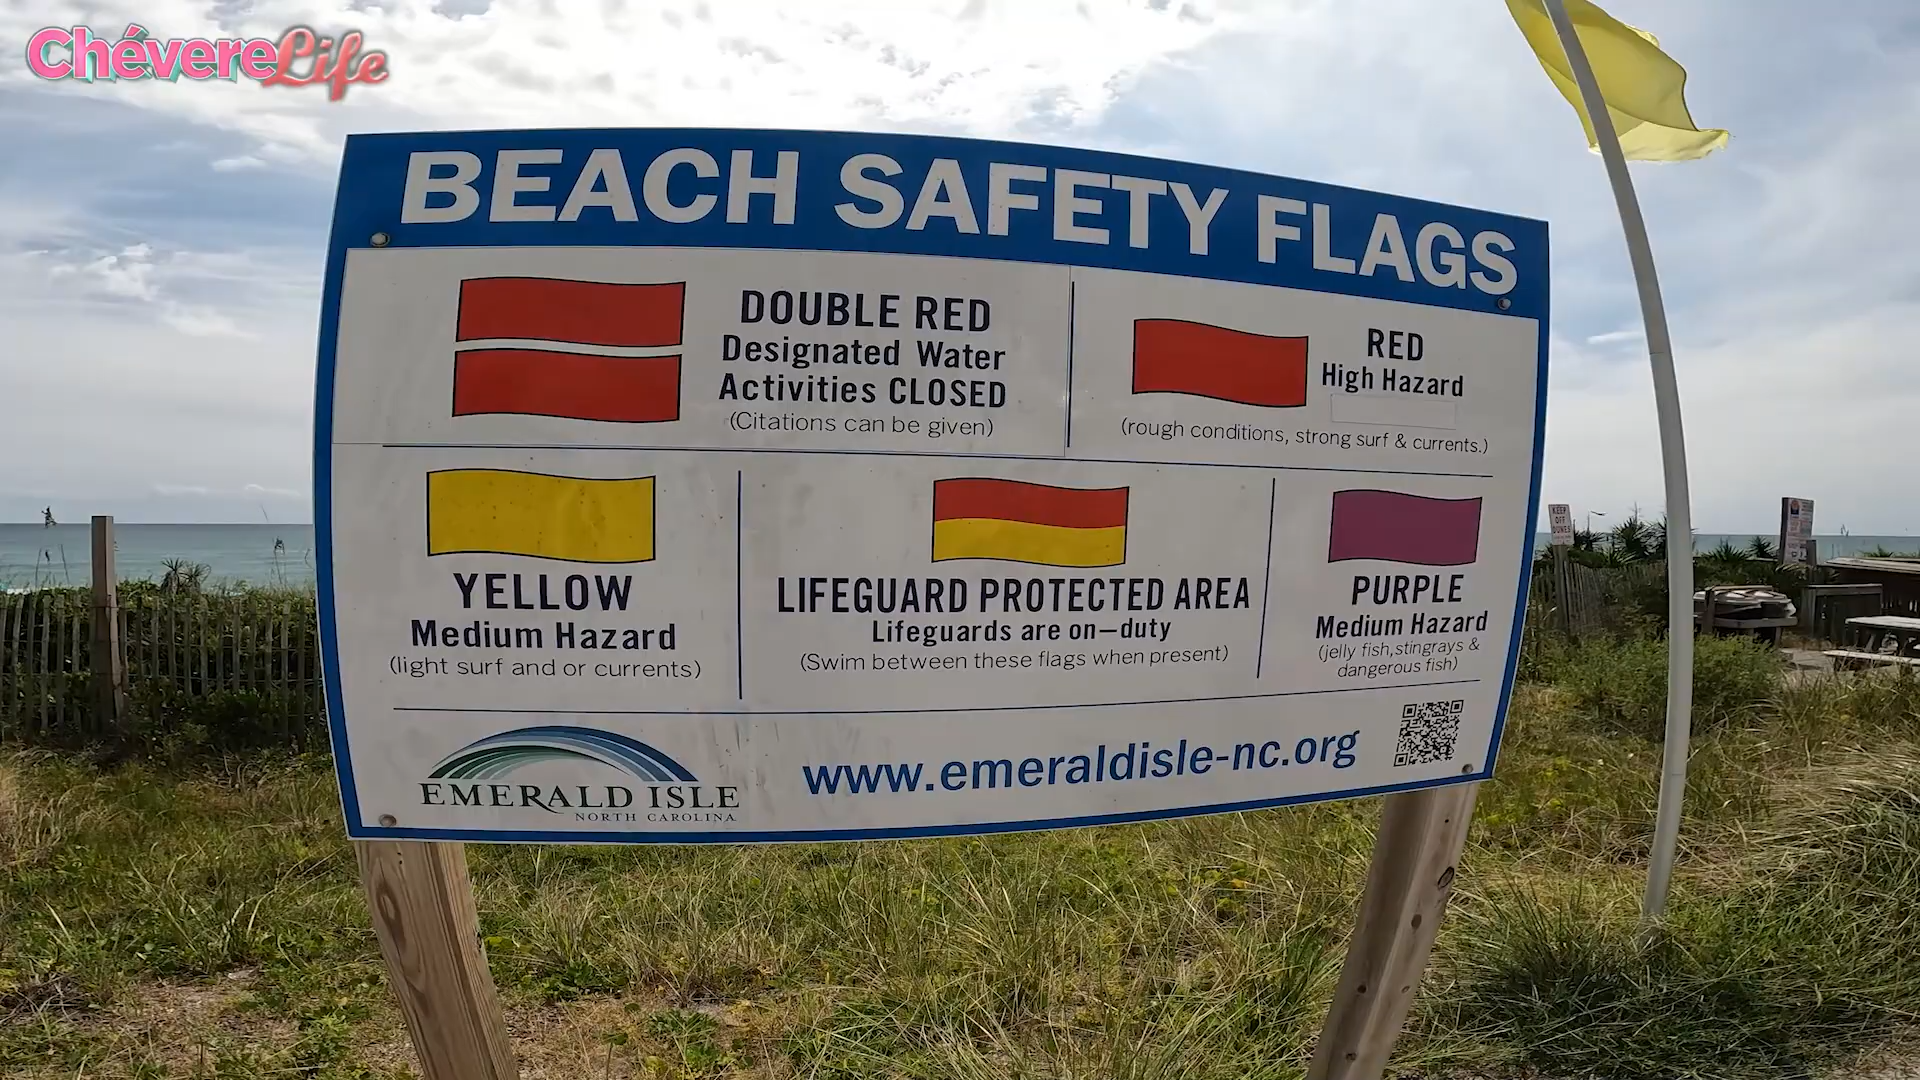 ChévereLife
BEACH SAFETY FLAGS
DOUBLE RED
Designated Water
Activities CLOSED
(Citations can be given)
RED
High Hazard
(rough conditions, strong surf & currents.)
YELLOW
Medium Hazard
(light surf and or currents)
LIFEGUARD PROTECTED AREA
Lifeguards are on-duty
(Swim between these flags when present)
PURPLE
Medium Hazard
(jelly fish,stingrays &
dangerous fish)
EMERALD ISLE
NORTH CAROLINA
www.emeraldisle-nc.org
KEEP
OFF
DUNES